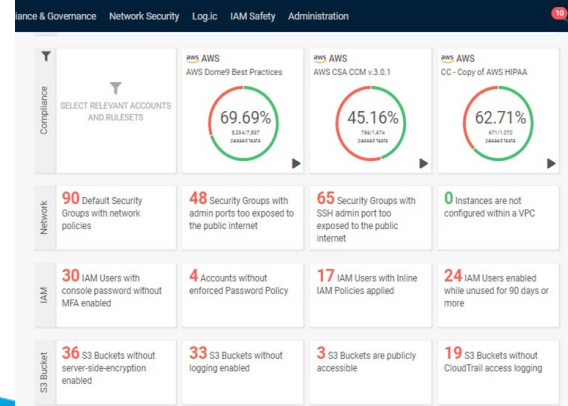 iance & Governance Network Security Log.ic IAM Safety Administration
10
Compliance
SELECT RELEVANT ACCOUNTS
AND RULESETS
aws AWS
AWS Dome9 Best Practices
69.69%
passed tests
aws AWS
AWS CSA CCM v.3.0.1
45.16%
756/1,674
passed tests
aws AWS
CC - Copy of AWS HIPAA
62.71%
671/1,070
passed tests
Network
90 Default Security
Groups with network
policies
48 Security Groups with
admin ports too exposed to
the public internet
65 Security Groups with
SSH admin port too
exposed to the public
internet
0 Instances are not
configured within a VPC
IAM
30 IAM Users with
console password without
MFA enabled
4 Accounts without
enforced Password Policy
17 IAM Users with Inline
IAM Policies applied
24 IAM Users enabled
while unused for 90 days or
more
S3 Bucket
36 S3 Buckets without
server-side-encryption
enabled
33 S3 Buckets without
logging enabled
3 S3 Buckets are publicly
accessible
19 S3 Buckets without
CloudTrail access logging